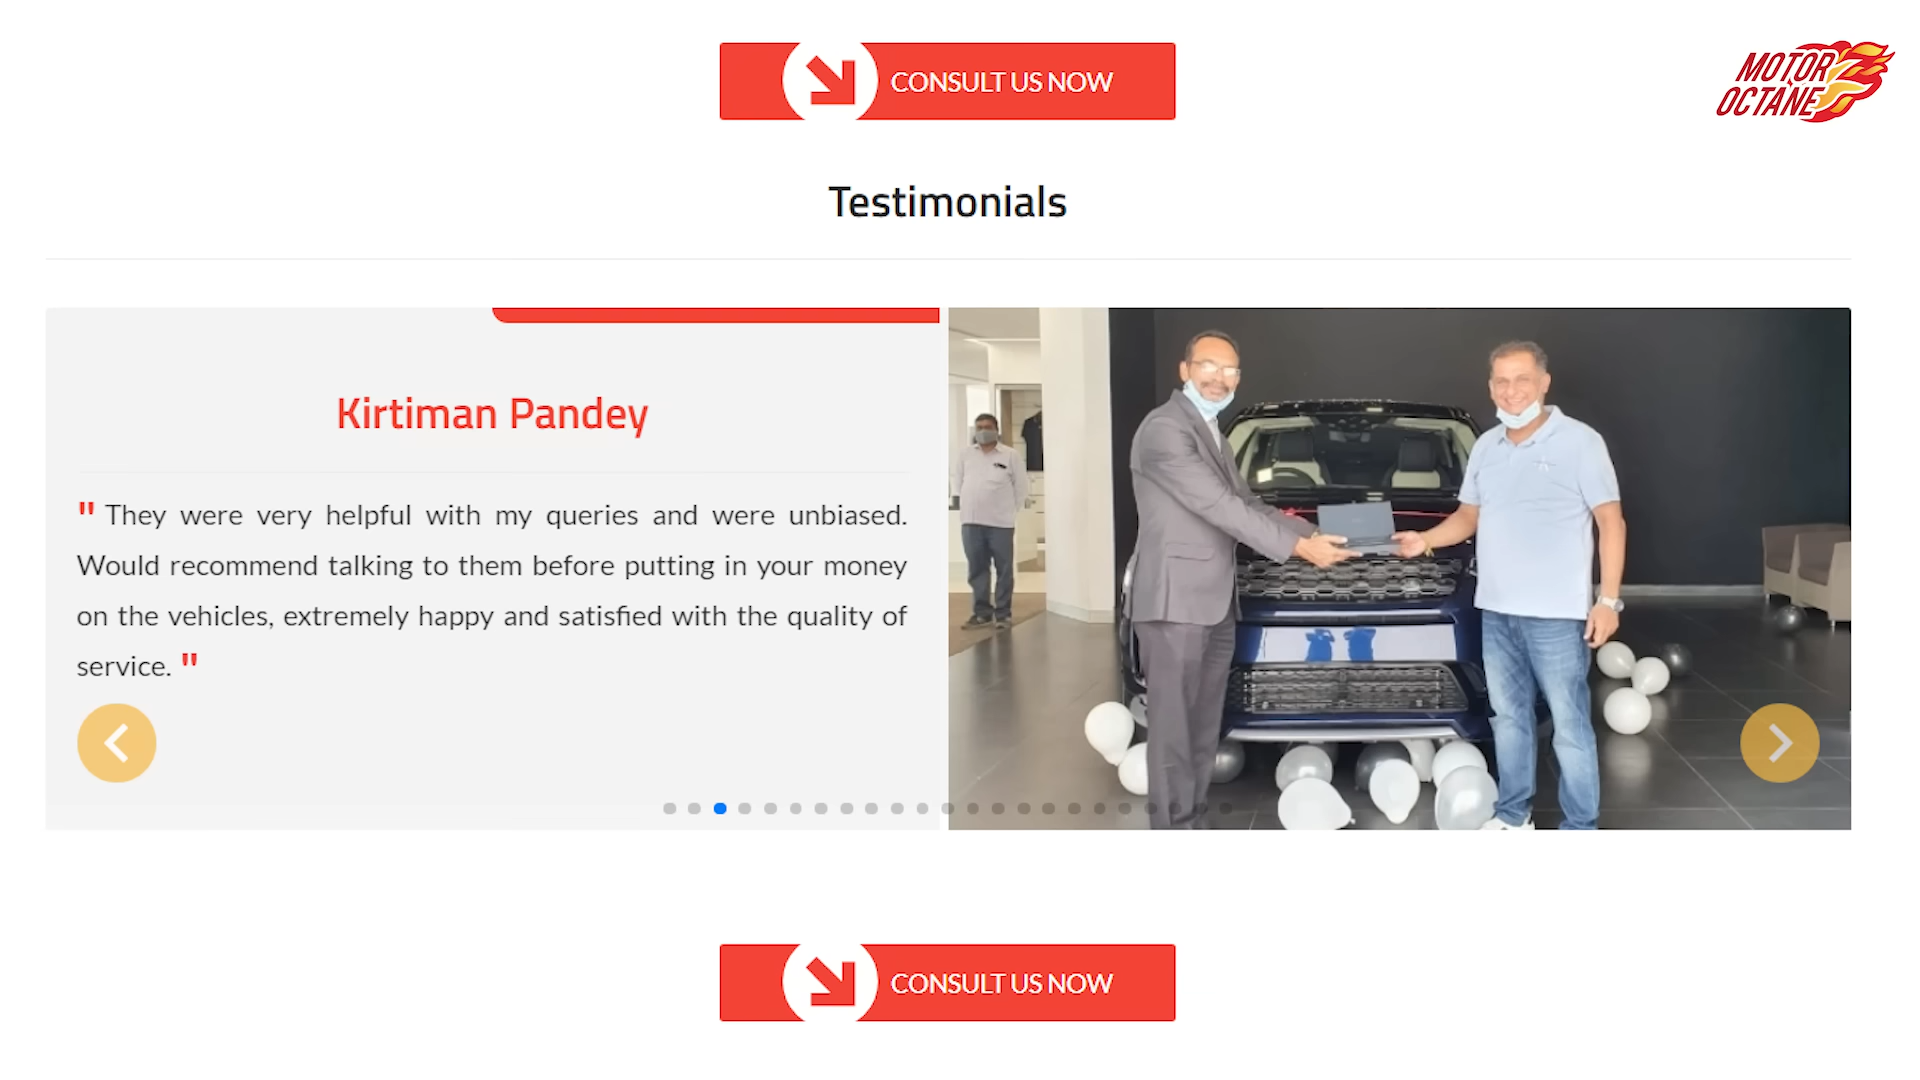 CONSULT US NOW
MOTOR
OCTANE
Testimonials
Kirtiman Pandey
" They were very helpful with my queries and were unbiased.
Would recommend talking to them before putting in your money
on the vehicles, extremely happy and satisfied with the quality of
service. "
CONSULT US NOW